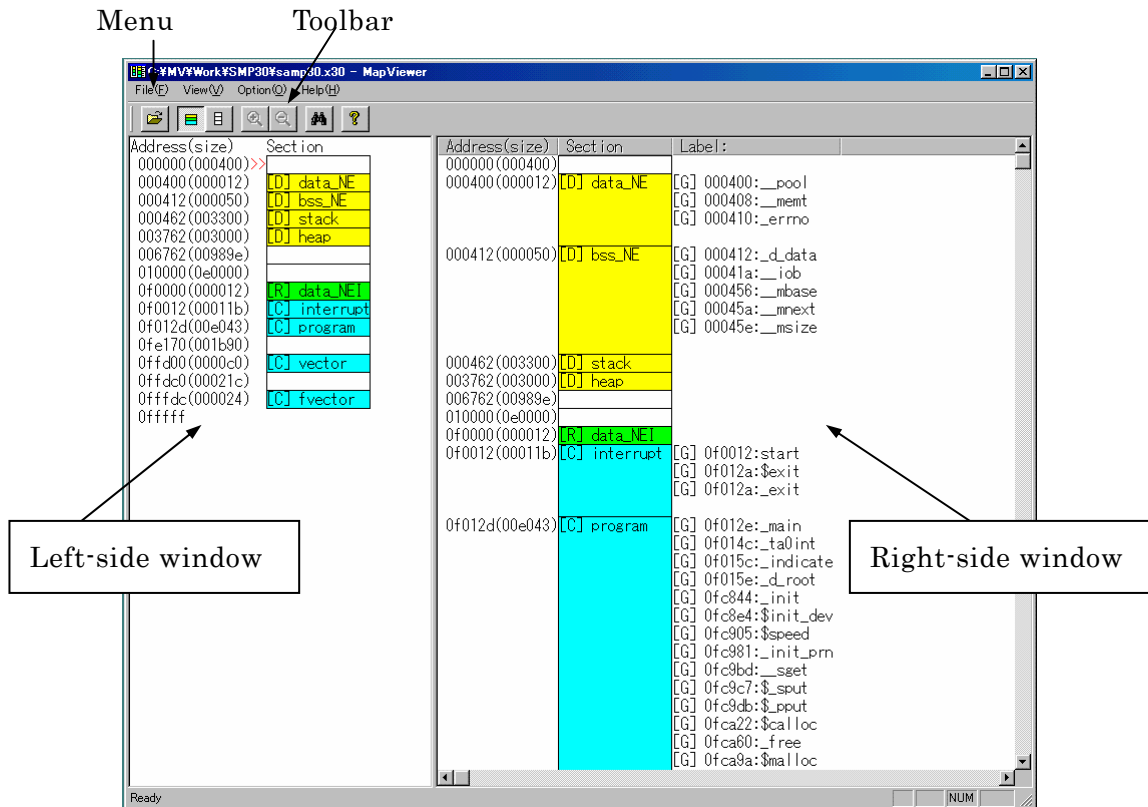 Menu
Toolbar
C:¥MV¥Work¥SMP30¥samp30.x30 - MapViewer
File(F) View(V) Option(O) Help(H)
Address(size) Section
000000(000400)>>
000400(000012) [D] data_NE
000412(000050) [D] bss_NE
000462(003300) [D] stack
003762(003000) [D] heap
006762(00989e)
010000(0e0000)
0f0000(000012) [R] data_NEI
0f0012(00011b) [C] interrupt
0f012d(00e043) [C] program
0fe170(001b90)
0ffd00(0000c0) [C] vector
0ffdc0(00021c)
0fffdc(000024) [C] fvector
0fffff
Left-side window
Address(size) Section Label:
000000(000400)
000400(000012) [D] data_NE [G] 000400:__pool
[G] 000408:__memt
[G] 000410:_errno
000412(000050) [D] bss_NE [G] 000412:_d_data
[G] 00041a:__iob
[G] 000456:__mbase
[G] 00045a:__mnext
[G] 00045e:__msize
000462(003300) [D] stack
003762(003000) [D] heap
006762(00989e)
010000(0e0000)
0f0000(000012) [R] data_NEI
0f0012(00011b) [C] interrupt [G] 0f0012:start
[G] 0f012a:$exit
[G] 0f012a:_exit
0f012d(00e043) [C] program [G] 0f012e:_main
[G] 0f014c:_ta0int
[G] 0f015c:_indicate
[G] 0f015e:_d_root
[G] 0fc844:_init
[G] 0fc8e4:$init_dev
[G] 0fc905:$speed
[G] 0fc981:_init_prn
[G] 0fc9bd:__sget
[G] 0fc9c7:$_sput
[G] 0fc9db:$_pput
[G] 0fca22:$calloc
[G] 0fca60:_free
[G] 0fca9a:$malloc
Right-side window
Ready
NUM